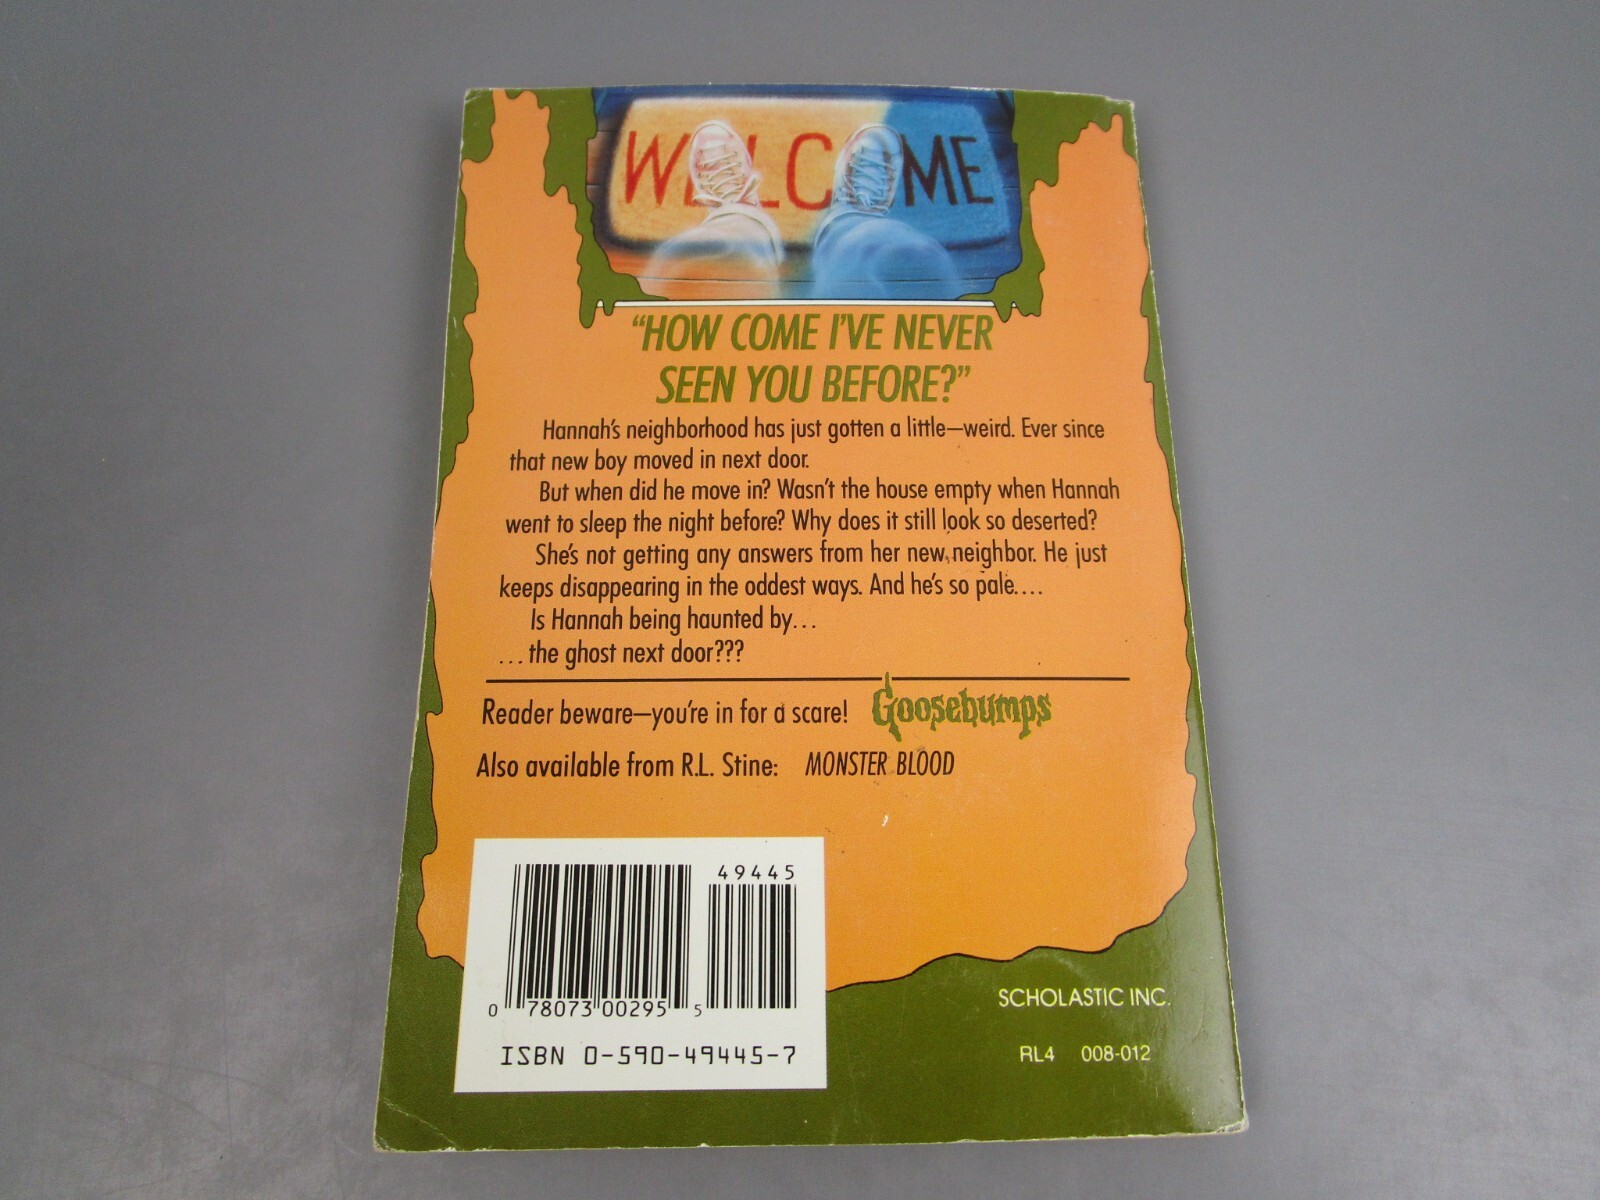 WELCOME
"HOW COME I'VE NEVER
SEEN YOU BEFORE?"
Hannah's neighborhood has just gotten a little—weird. Ever since
that new boy moved in next door.
But when did he move in? Wasn't the house empty when Hannah
went to sleep the night before? Why does it still look so deserted?
She's not getting any answers from her new neighbor. He just
keeps disappearing in the oddest ways. And he's so pale....
Is Hannah being haunted by...
...the ghost next door???
Reader beware—you're in for a scare! Goosebumps
Also available from R.L. Stine: MONSTER BLOOD
49445
0 78073 00295 5
ISBN 0-590-49445-7
SCHOLASTIC INC.
RL4 008-012